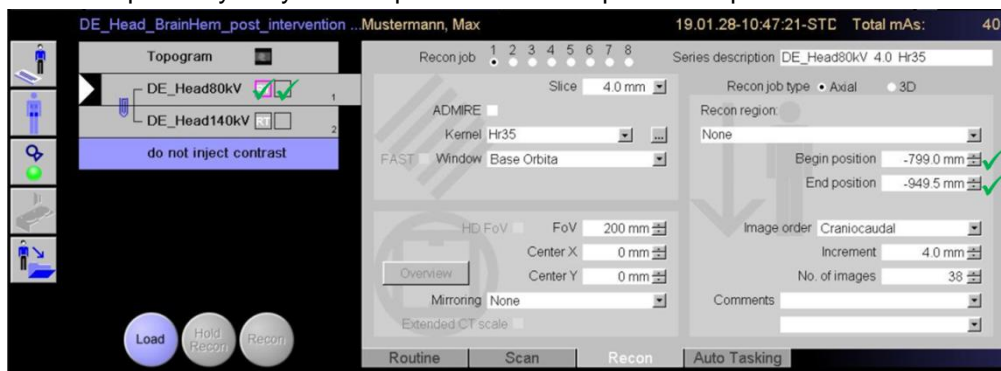 DE_Head_BrainHem_post_intervention ... Mustermann, Max 19.01.28-10:47:21-STD Total mAs: 40
Topogram
DE_Head80kV 1
DE_Head140kV RT 2
do not inject contrast
Load
Hold Recon
Recon
Recon job 1 2 3 4 5 6 7 8
Series description DE_Head80kV 4.0 Hr35
Slice 4.0 mm
ADMIRE
Kernel Hr35 ...
FAST Window Base Orbita
Recon job type Axial 3D
Recon region:
None
Begin position -799.0 mm
End position -949.5 mm
HD FoV FoV 200 mm
Center X 0 mm
Overview Center Y 0 mm
Mirroring None
Extended CT scale
Image order Craniocaudal
Increment 4.0 mm
No. of images 38
Comments
Routine Scan Recon Auto Tasking